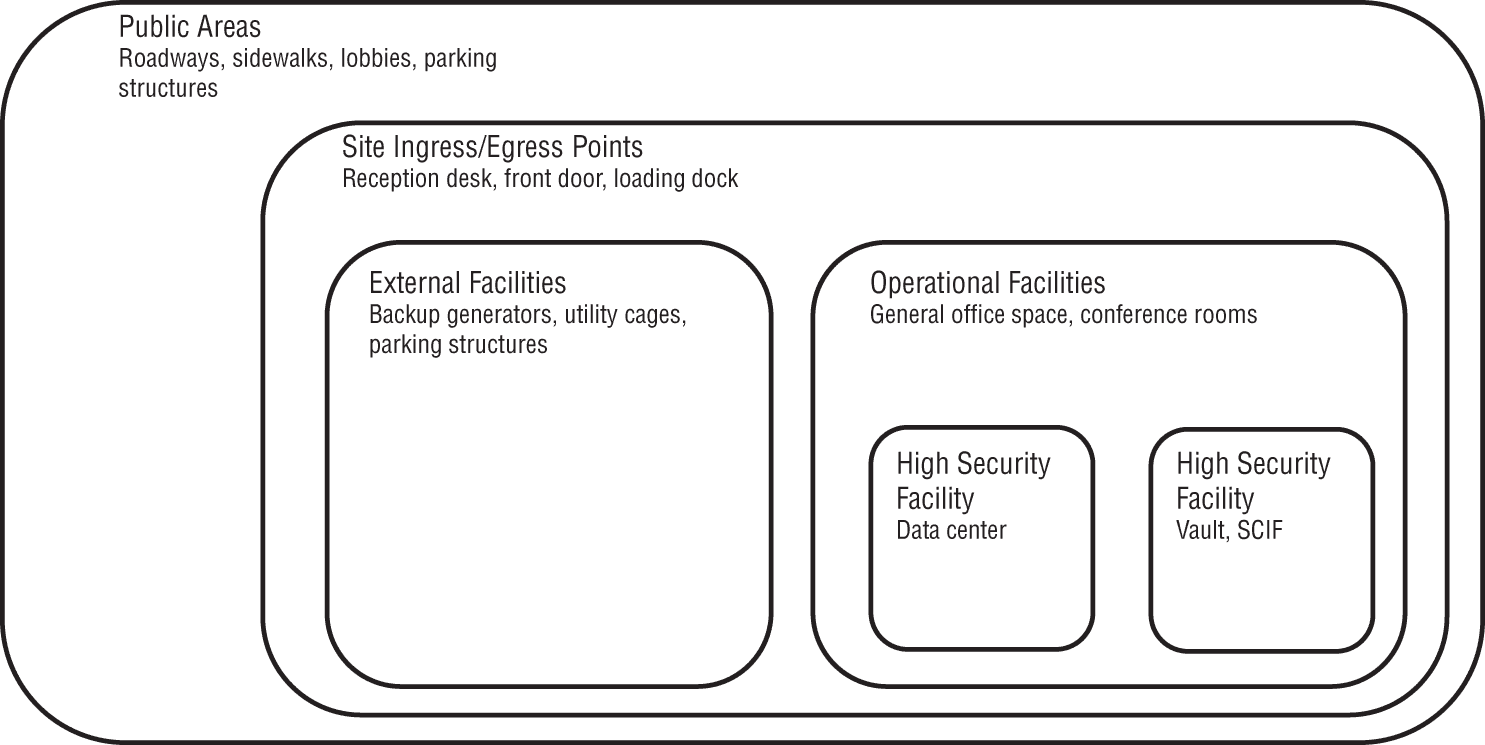 Public Areas
Roadways, sidewalks, lobbies, parking
structures
Site Ingress/Egress Points
Reception desk, front door, loading dock
External Facilities
Backup generators, utility cages,
parking structures
Operational Facilities
General office space, conference rooms
High Security
Facility
Data center
High Security
Facility
Vault, SCIF